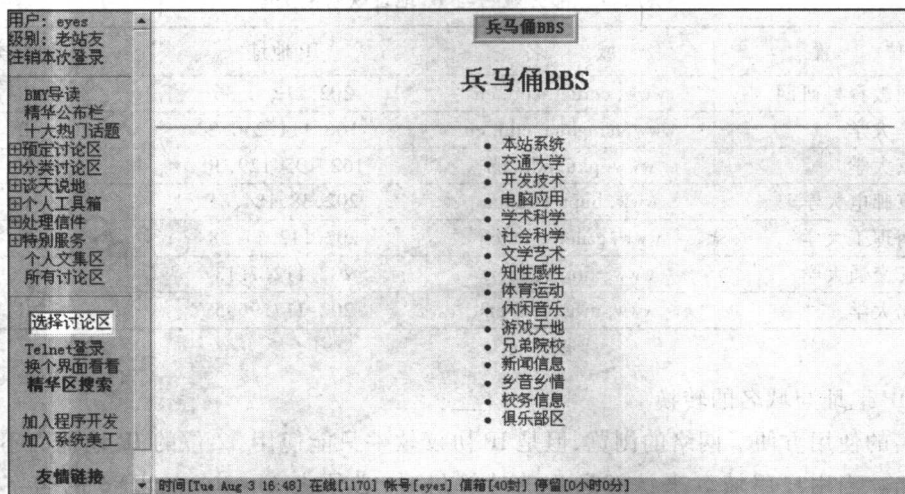 用户: eyes
级别: 老站友
注销本次登录
BMY导读
精华公布栏
十大热门话题
预定讨论区
分类讨论区
谈天说地
个人工具箱
处理信件
特别服务
个人文集区
所有讨论区
选择讨论区
Telnet登录
换个界面看看
精华区搜索
加入程序开发
加入系统美工
友情链接
兵马俑BBS
兵马俑BBS
本站系统
交通大学
开发技术
电脑应用
学术科学
社会科学
文学艺术
知性感性
体育运动
休闲音乐
游戏天地
兄弟院校
新闻信息
乡音乡情
校务信息
俱乐部区
时间[Tue Aug 3 16:48] 在线[1170] 帐号[eyes] 信箱[40封] 停留[0小时0分]